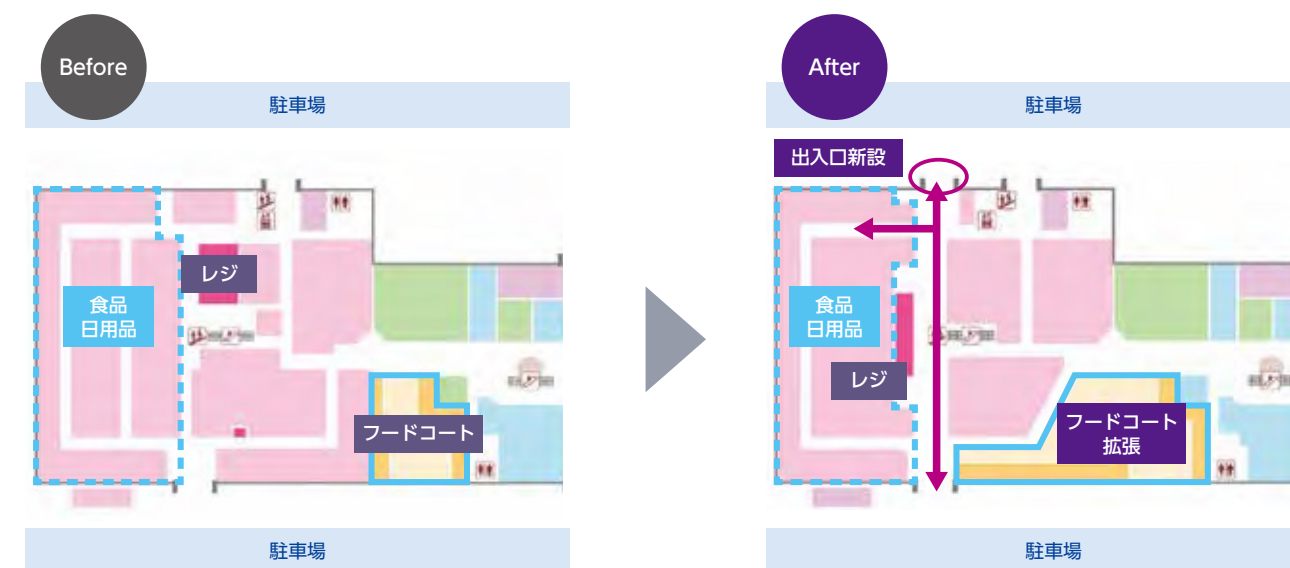 Before
駐車場
レジ
食品
日用品
フードコート
駐車場
After
駐車場
出入口新設
食品
日用品
レジ
フードコート
拡張
駐車場